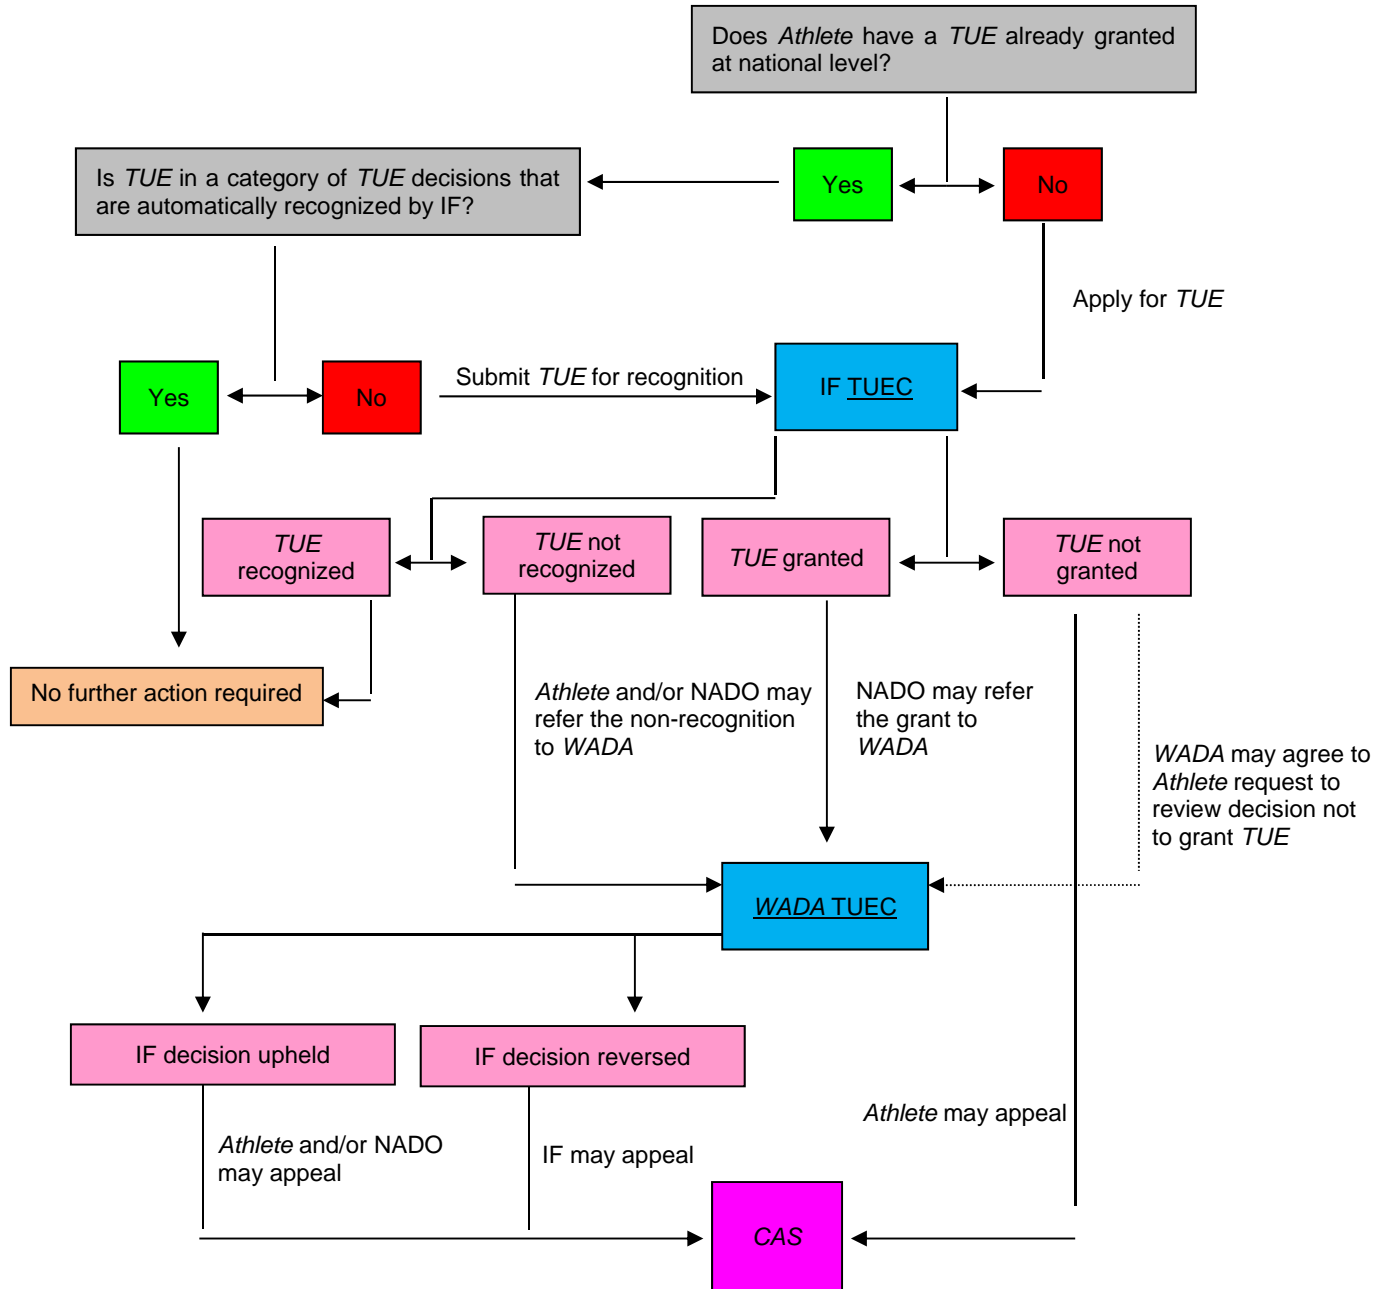 Does Athlete have a TUE already granted
at national level?
Is TUE in a category of TUE decisions that
are automatically recognized by IF?
Yes
No
Apply for TUE
Yes
No
Submit TUE for recognition
IF TUEC
TUE
recognized
TUE not
recognized
TUE granted
TUE not
granted
No further action required
Athlete and/or NADO may
refer the non-recognition
to WADA
NADO may refer
the grant to
WADA
WADA may agree to
Athlete request to
review decision not
to grant TUE
WADA TUEC
IF decision upheld
IF decision reversed
Athlete and/or NADO
may appeal
IF may appeal
Athlete may appeal
CAS